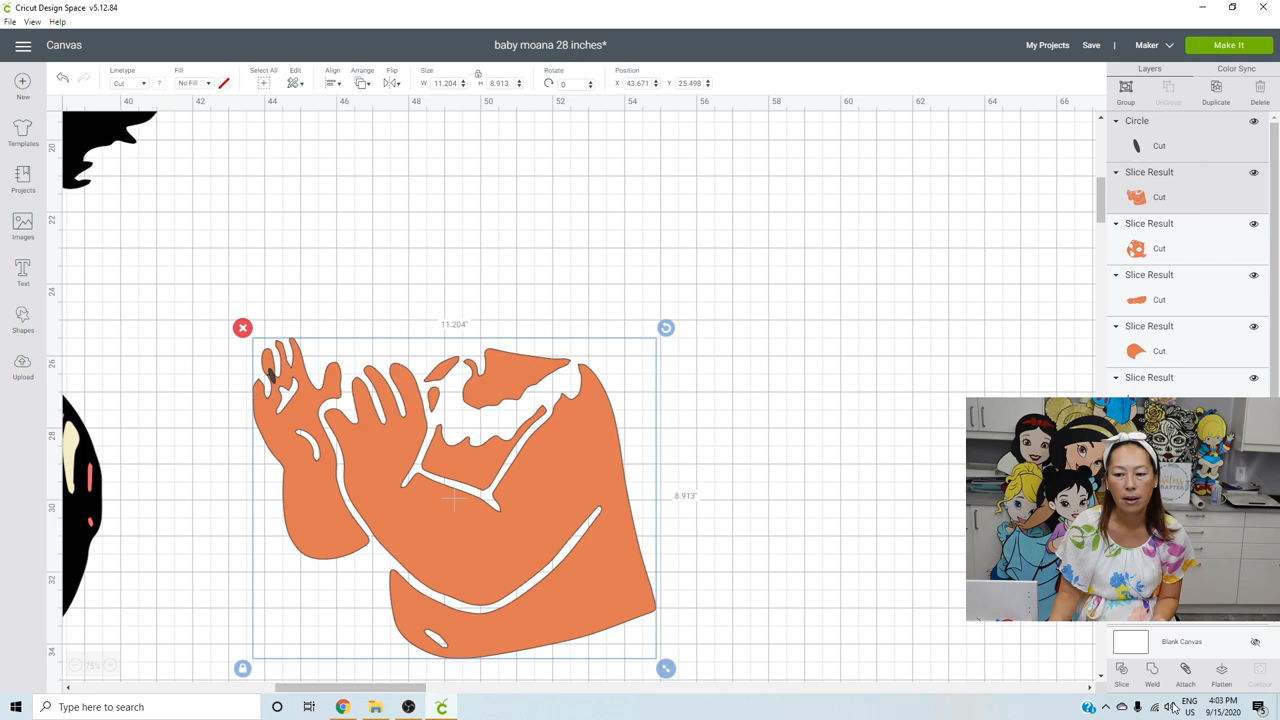 Cricut Design Space v5.12.84
File View Help
Canvas
baby moana 28 inches*
My Projects | Save Maker Make It
Linetype
Cut ?
Fill
No Fill
Select All
Edit
Align
Arrange
Flip
Size
W 11.204 H 8.913
Rotate
0
Position
X 43.671 Y 25.498
Layers Color Sync
Group UnGroup Duplicate Delete
New
Templates
Projects
Images
Text
Shapes
Upload
40 42 44 46 48 50 52 54 56 58 60 62 64 66
20
22
24
26
28
30
32
34
11.204"
8.913"
75%
Circle
Cut
Slice Result
Cut
Slice Result
Cut
Slice Result
Cut
Slice Result
Cut
Slice Result
Blank Canvas
Slice Weld Attach Flatten Contour
Type here to search
ENG
US
4:03 PM
9/15/2020